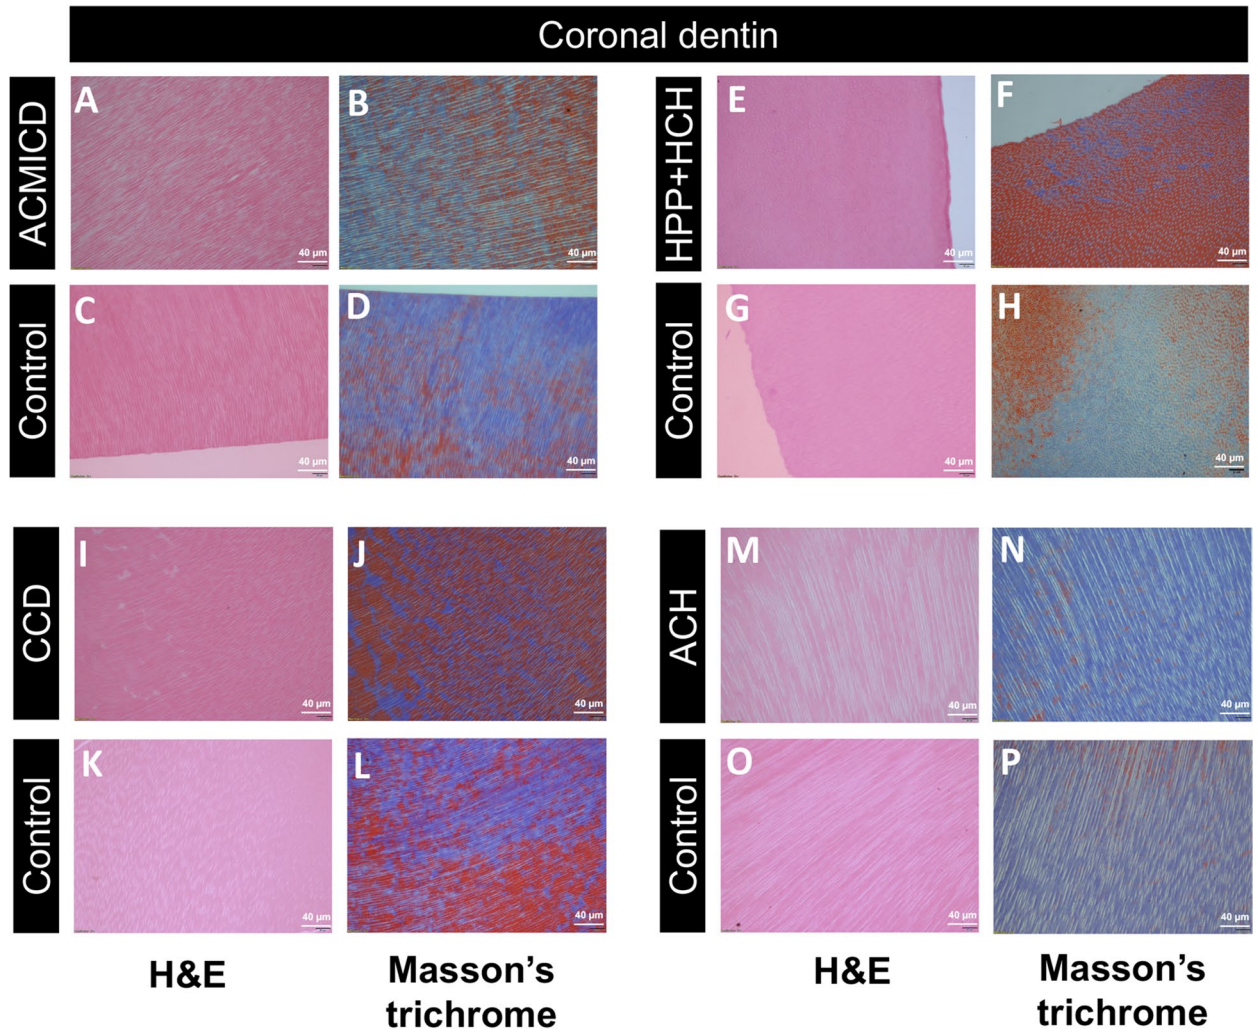 Coronal dentin
ACMICD
A
40 µm
B
40 µm
HPP+HCH
E
40 µm
F
40 µm
Control
C
40 µm
D
40 µm
Control
G
40 µm
H
40 µm
CCD
I
40 µm
J
40 µm
ACH
M
40 µm
N
40 µm
Control
K
40 µm
L
40 µm
Control
O
40 µm
P
40 µm
H&E
Masson's
trichrome
H&E
Masson's
trichrome